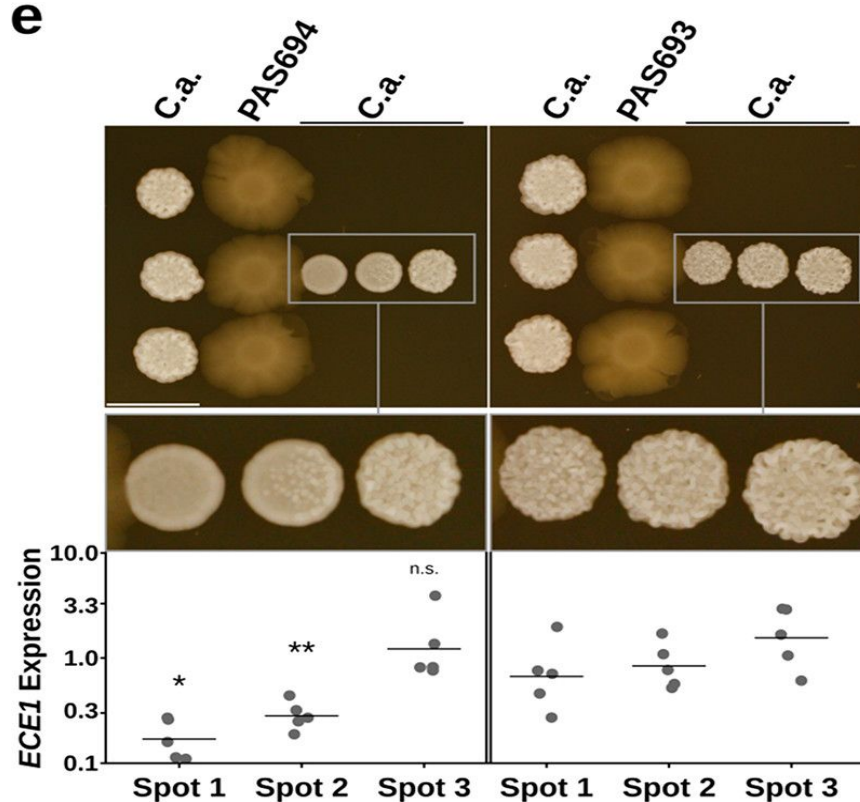 e
C.a.
PAS694
C.a.
C.a.
PAS693
C.a.
ECE1 Expression
10.0
3.3
1.0
0.3
0.1
*
**
n.s.
Spot 1
Spot 2
Spot 3
Spot 1
Spot 2
Spot 3